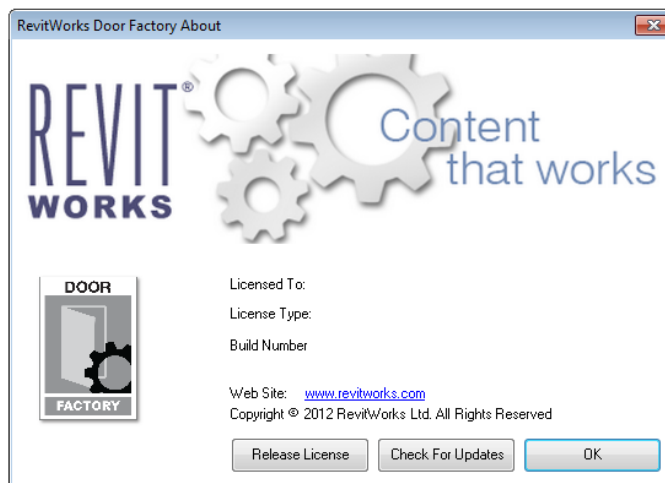 RevitWorks Door Factory About
REVIT®
WORKS
Content
that works
DOOR
FACTORY
Licensed To:
License Type:
Build Number
Web Site: www.revitworks.com
Copyright © 2012 RevitWorks Ltd. All Rights Reserved
Release License Check For Updates OK